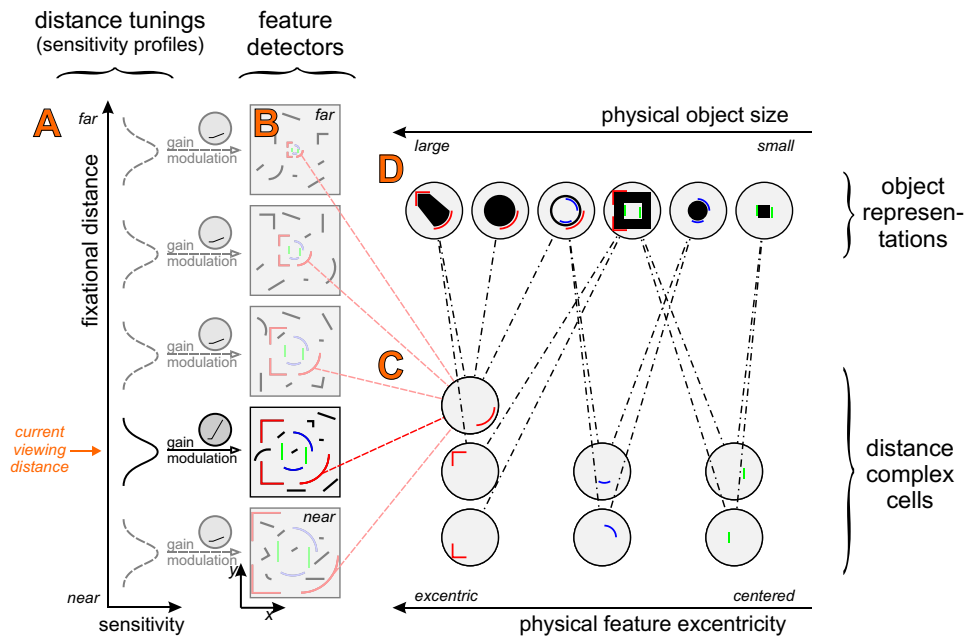 distance tunings
(sensitivity profiles)
feature
detectors
A
B
far
far
fixational distance
gain
modulation
gain
modulation
gain
modulation
current
viewing
distance
gain
modulation
gain
modulation
near
near
sensitivity
y
x
physical object size
large
small
D
object
represen-
tations
C
distance
complex
cells
excentric
centered
physical feature excentricity